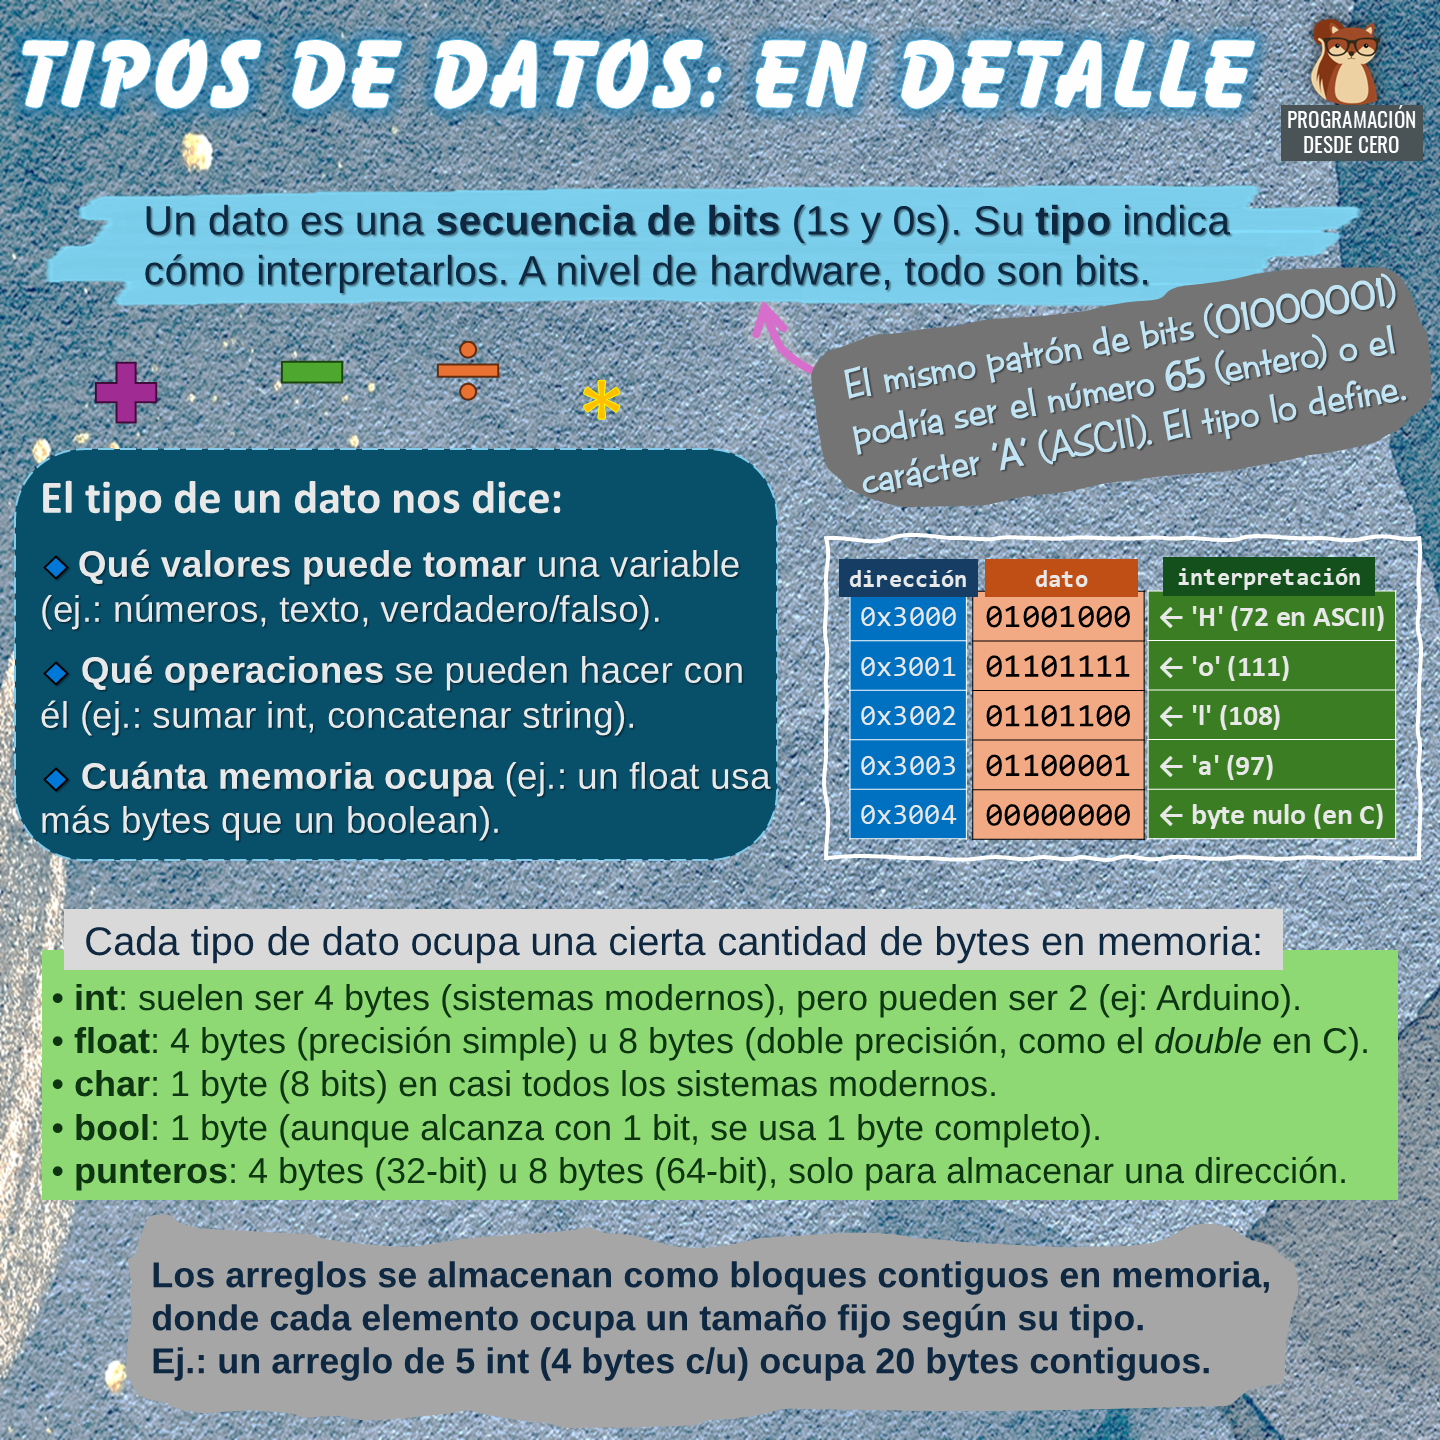 TIPOS DE DATOS: EN DETALLE
PROGRAMACIÓN
DESDE CERO
Un dato es una secuencia de bits (1s y 0s). Su tipo indica
cómo interpretarlos. A nivel de hardware, todo son bits.
El mismo patrón de bits (01000001)
podría ser el número 65 (entero) o el
carácter 'A' (ASCII). El tipo lo define.
El tipo de un dato nos dice:
Qué valores puede tomar una variable
(ej.: números, texto, verdadero/falso).
Qué operaciones se pueden hacer con
él (ej.: sumar int, concatenar string).
Cuánta memoria ocupa (ej.: un float usa
más bytes que un boolean).
dirección dato interpretación
0x3000 01001000 ← 'H' (72 en ASCII)
0x3001 01101111 ← 'o' (111)
0x3002 01101100 ← 'l' (108)
0x3003 01100001 ← 'a' (97)
0x3004 00000000 ← byte nulo (en C)
Cada tipo de dato ocupa una cierta cantidad de bytes en memoria:
• int: suelen ser 4 bytes (sistemas modernos), pero pueden ser 2 (ej: Arduino).
• float: 4 bytes (precisión simple) u 8 bytes (doble precisión, como el double en C).
• char: 1 byte (8 bits) en casi todos los sistemas modernos.
• bool: 1 byte (aunque alcanza con 1 bit, se usa 1 byte completo).
• punteros: 4 bytes (32-bit) u 8 bytes (64-bit), solo para almacenar una dirección.
Los arreglos se almacenan como bloques contiguos en memoria,
donde cada elemento ocupa un tamaño fijo según su tipo.
Ej.: un arreglo de 5 int (4 bytes c/u) ocupa 20 bytes contiguos.